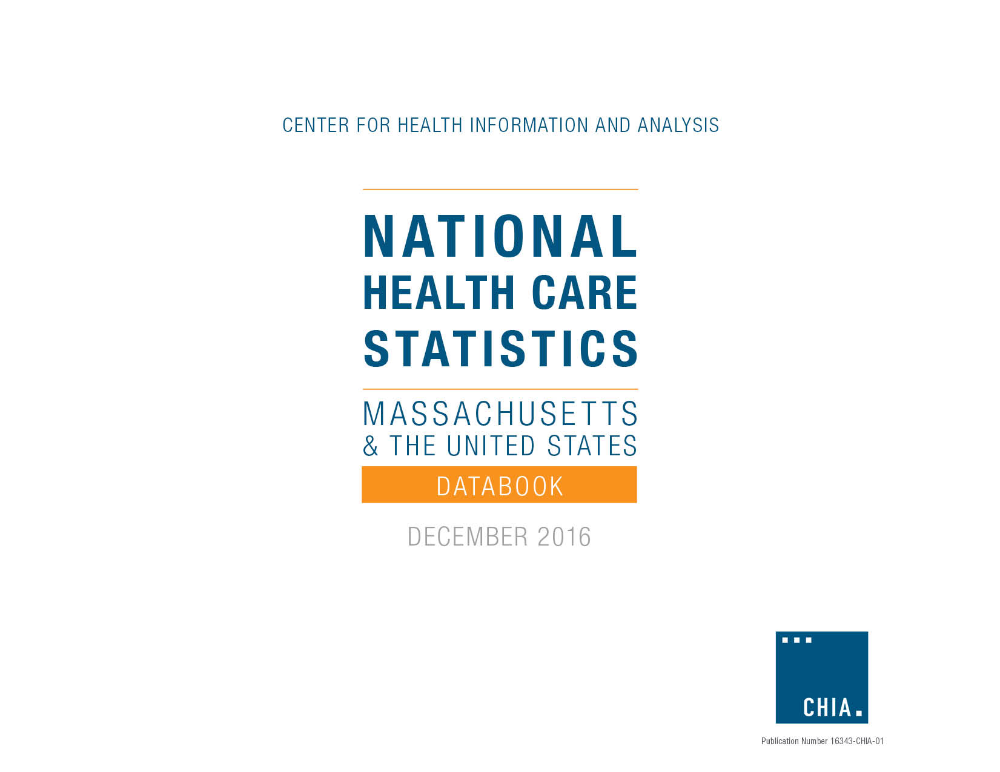 CENTER FOR HEALTH INFORMATION AND ANALYSIS
NATIONAL
HEALTH CARE
STATISTICS
MASSACHUSETTS
& THE UNITED STATES
DATABOOK
DECEMBER 2016
CHIA.
Publication Number 16343-CHIA-01